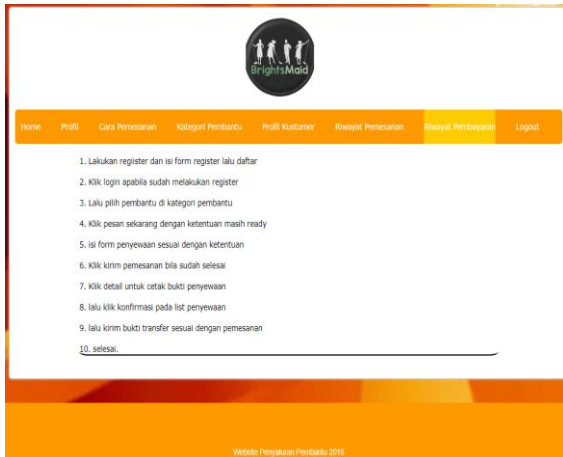 BrightsMaid
Home Profil Cara Pemesanan Kategori Pembantu Profil Kustomer Riwayat Pemesanan Riwayat Pembayaran Logout
1. Lakukan regiister dan isi form register lalu daftar
2. Klik login apabila sudah melakukan register
3. Lalu pilih pembantu di kategori pembantu
4. Klik pesan sekarang dengan ketentuan masih ready
5. isi form penyewaan sesuai dengan ketentuan
6. Klik kirim pemesanan bila sudah selesai
7. Klik detail untuk cetak bukti penyewaan
8. lalu klik konfirmasi pada list penyewaan
9. lalu kirim bukti transfer sesuai dengan pemesanan
10. selesai.
Website Penyaluran Pembantu 2016